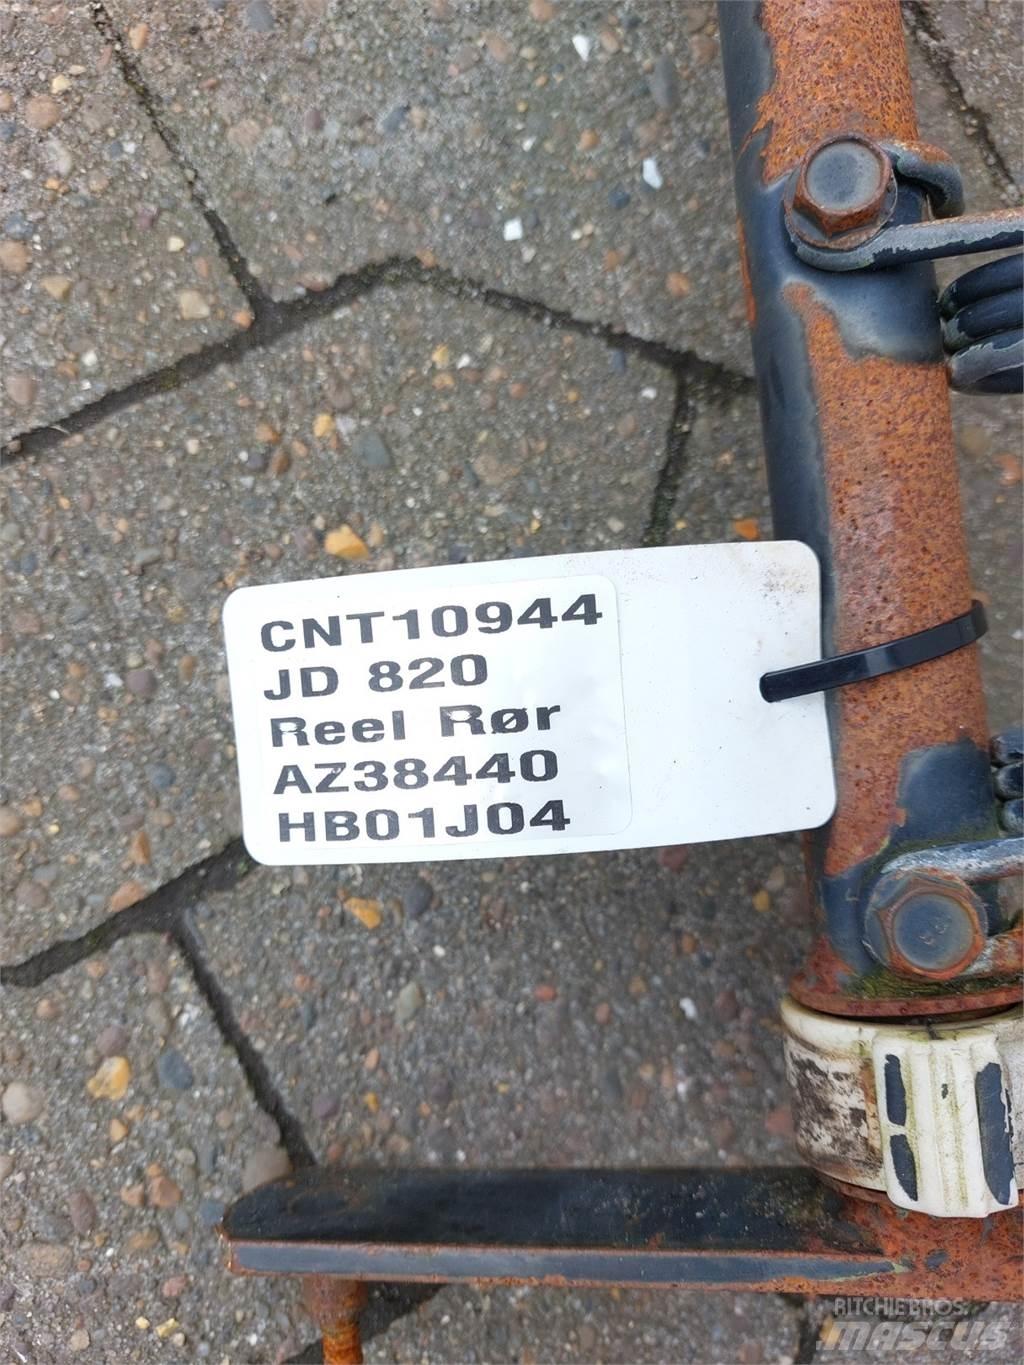 CNT10944
JD 820
Reel Rør
AZ38440
HB01J04
RITCHIE BROS.
MASCUS